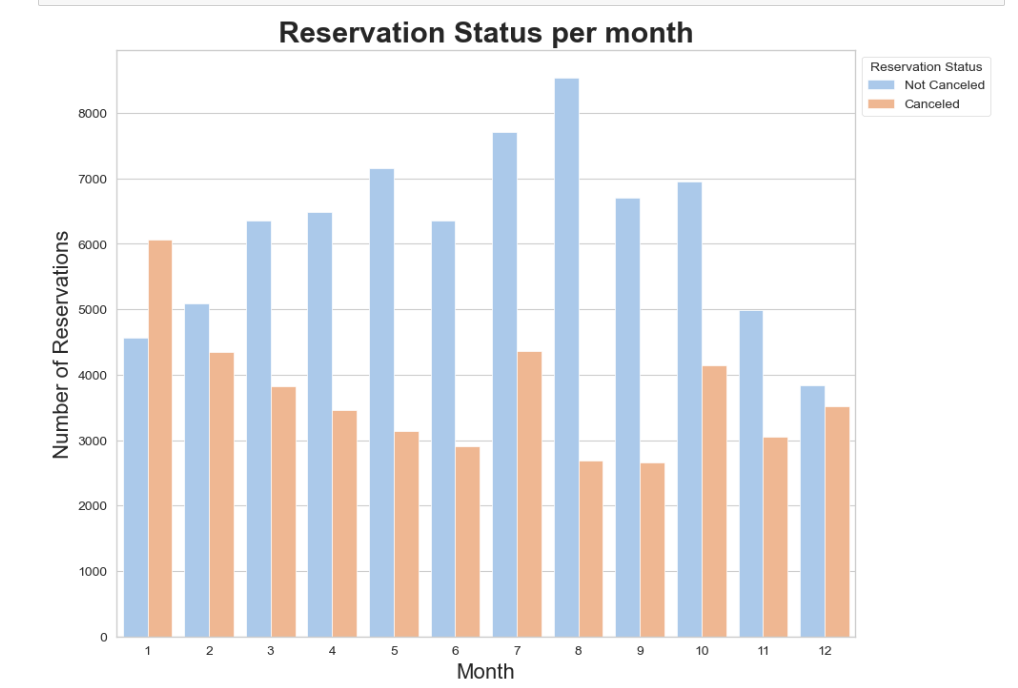 Reservation Status per month
Reservation Status
Not Canceled
Canceled
8000
7000
6000
5000
4000
3000
2000
1000
0
Number of Reservations
1 2 3 4 5 6 7 8 9 10 11 12
Month